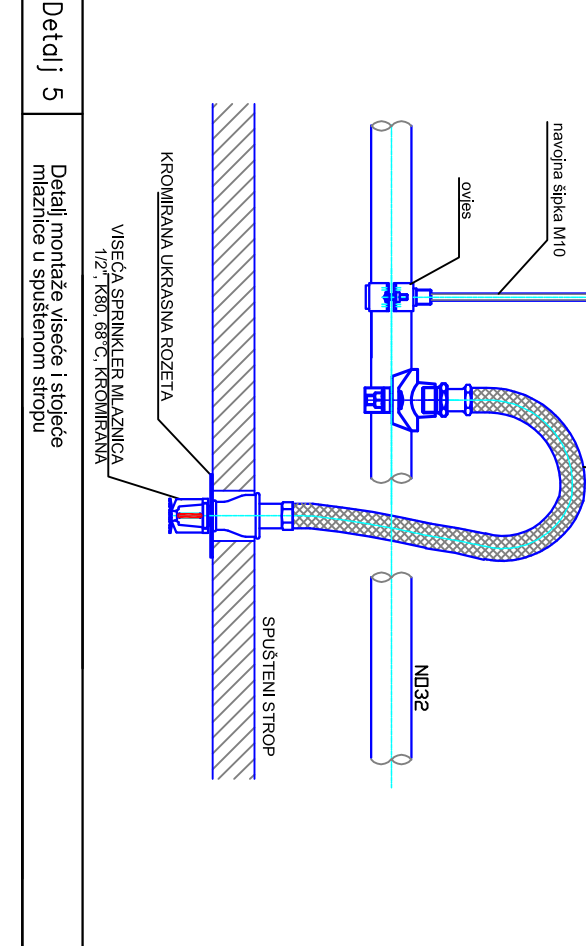 navojna šipka M10
ovjes
ND32
SPUŠTENI STROP
KROMIRANA UKRASNA ROZETA
VISEĆA SPRINKLER MLAZNICA
1/2", K80, 68°C, KROMIRANA
Detalj 5
Detalj montaže viseće i stojeće
mlaznice u spuštenom stropu